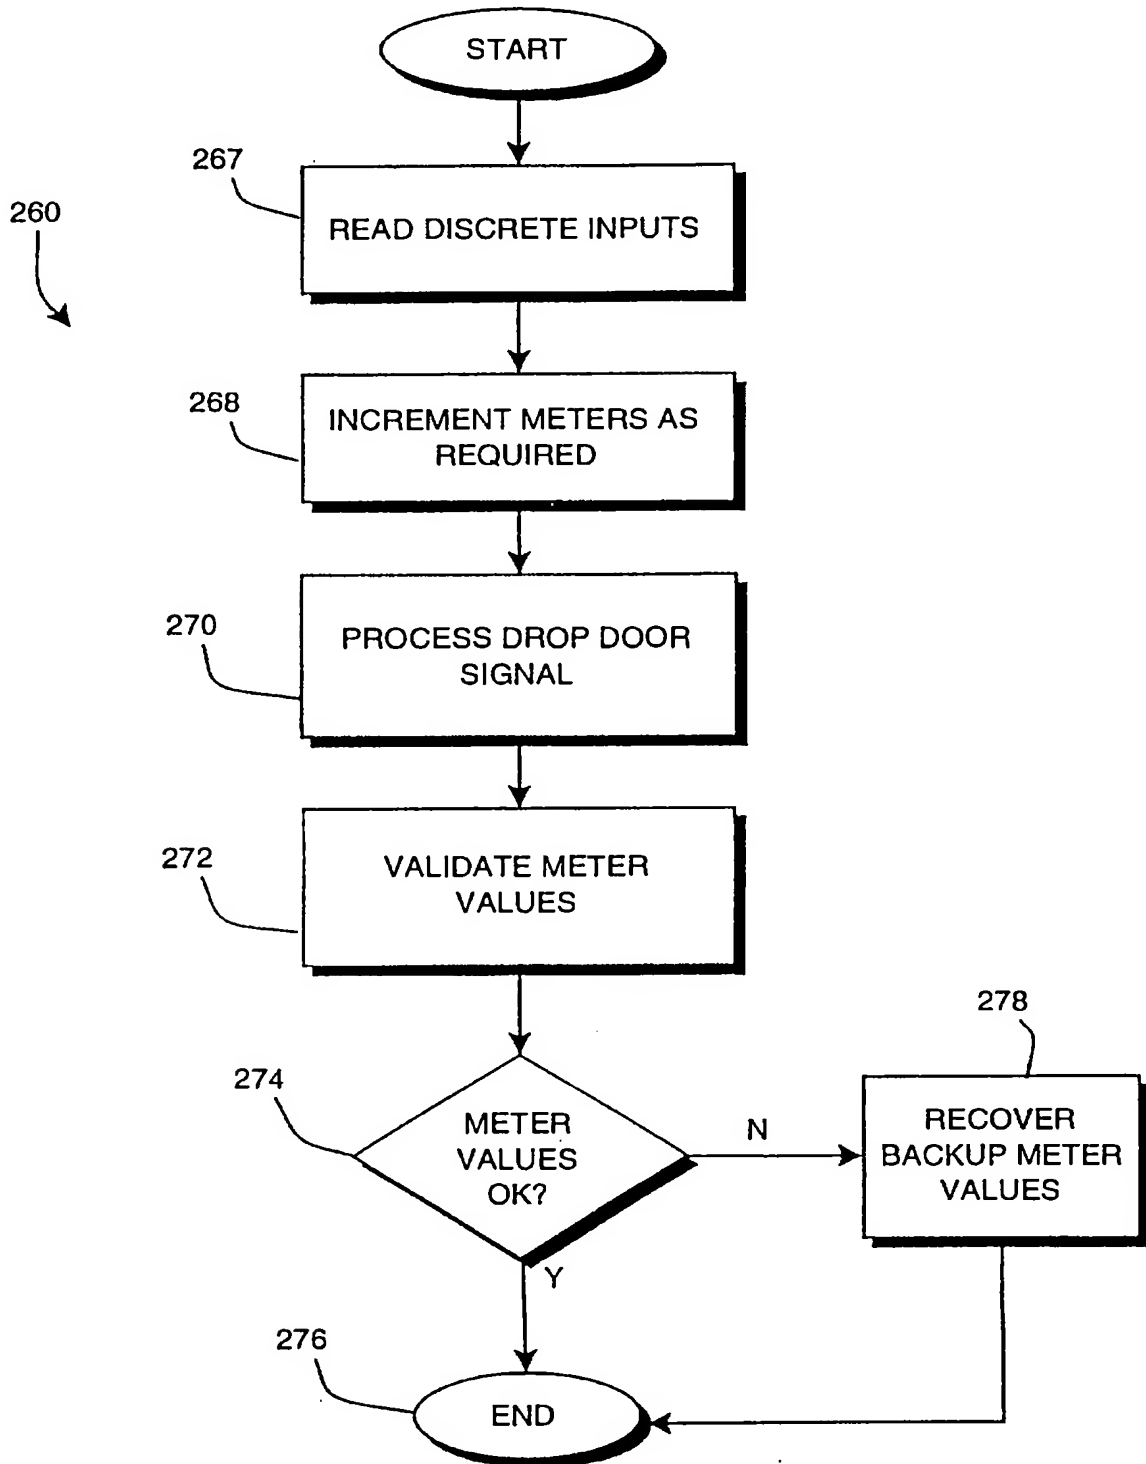 START
267
260
READ DISCRETE INPUTS
268
INCREMENT METERS AS
REQUIRED
270
PROCESS DROP DOOR
SIGNAL
272
VALIDATE METER
VALUES
274
METER
VALUES
OK?
N
278
RECOVER
BACKUP METER
VALUES
Y
276
END